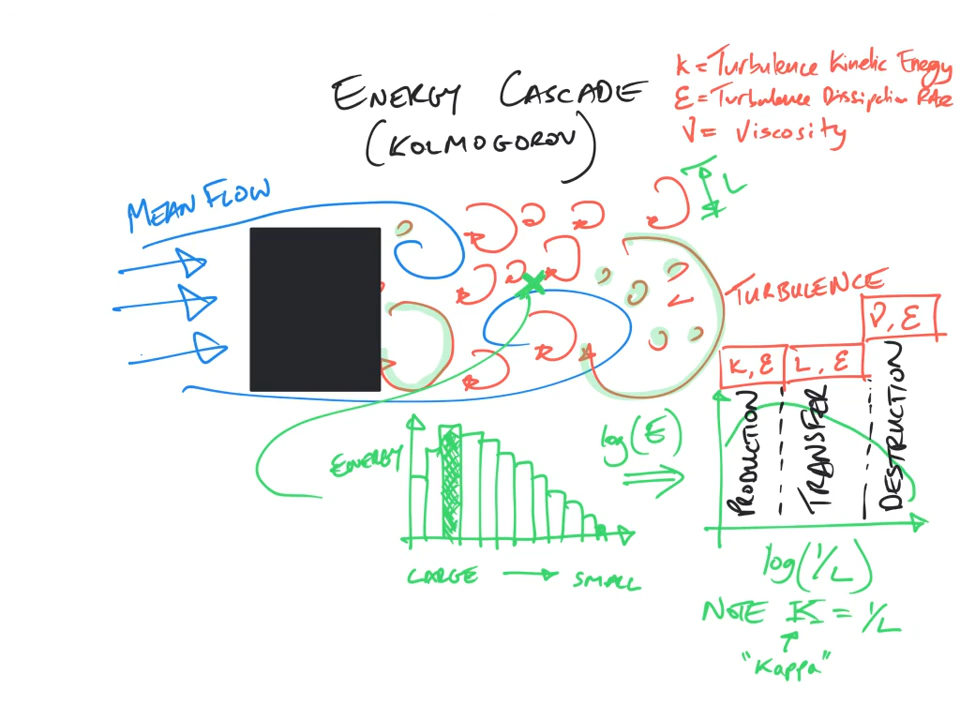 ENERGY CASCADE
(KOLMOGOROV)
K = Turbulence Kinetic Energy
ε = Turbulence Dissipation Rate
ν = Viscosity
MEAN FLOW
L
TURBULENCE
ν, ε
K, ε
L, ε
PRODUCTION
TRANSFER
DESTRUCTION
ENERGY
log(E)
LARGE → SMALL
log(1/L)
NOTE K = 1/L
"Kappa"